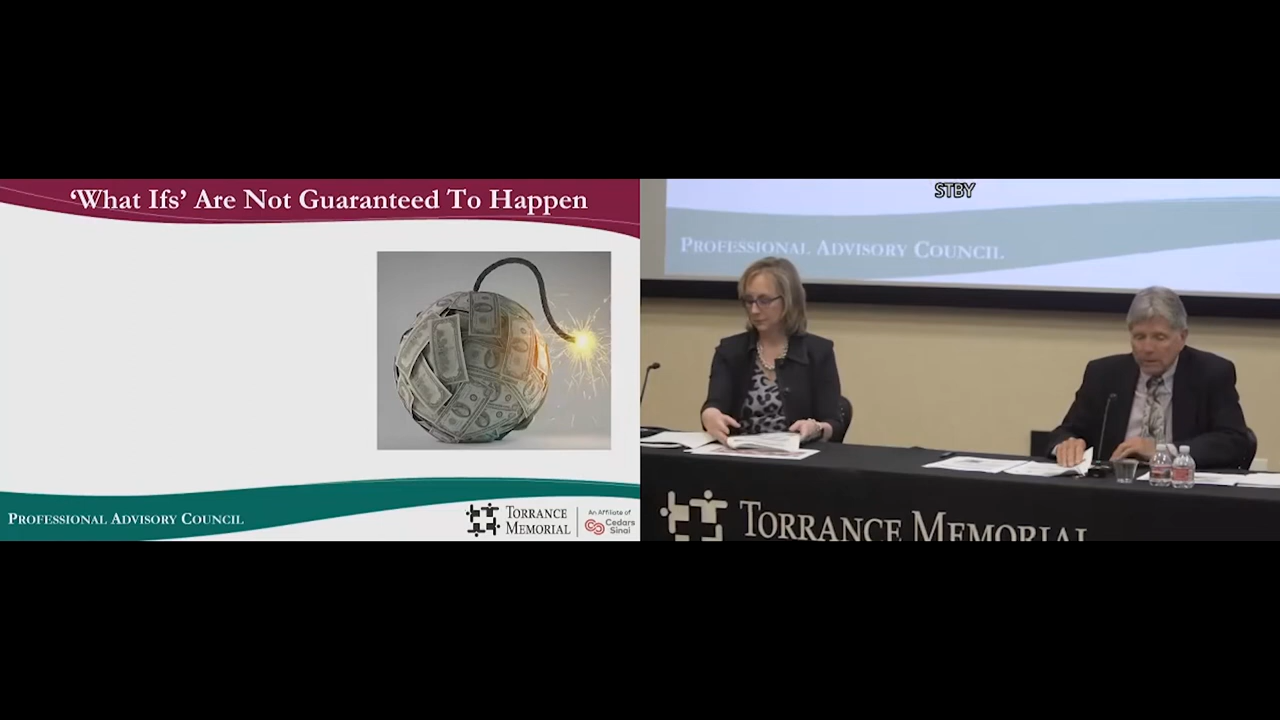 ‘What Ifs’ Are Not Guaranteed To Happen
PROFESSIONAL ADVISORY COUNCIL
TORRANCE
MEMORIAL
An Affiliate of
Cedars
Sinai
STBY
PROFESSIONAL ADVISORY COUNCIL
TORRANCE MEMORIAL